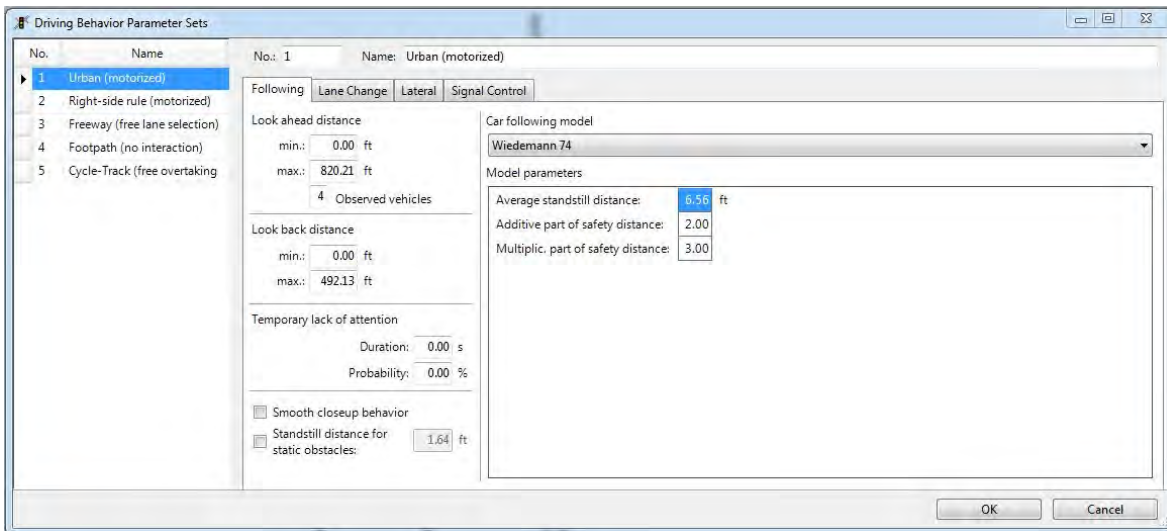 Driving Behavior Parameter Sets
No. Name
1 Urban (motorized)
2 Right-side rule (motorized)
3 Freeway (free lane selection)
4 Footpath (no interaction)
5 Cycle-Track (free overtaking
No.: 1 Name: Urban (motorized)
Following Lane Change Lateral Signal Control
Look ahead distance
min.: 0.00 ft
max.: 820.21 ft
4 Observed vehicles
Look back distance
min.: 0.00 ft
max.: 492.13 ft
Temporary lack of attention
Duration: 0.00 s
Probability: 0.00 %
Smooth closeup behavior
Standstill distance for
static obstacles: 1.64 ft
Car following model
Wiedemann 74
Model parameters
Average standstill distance: 6.56 ft
Additive part of safety distance: 2.00
Multiplic. part of safety distance: 3.00
OK Cancel